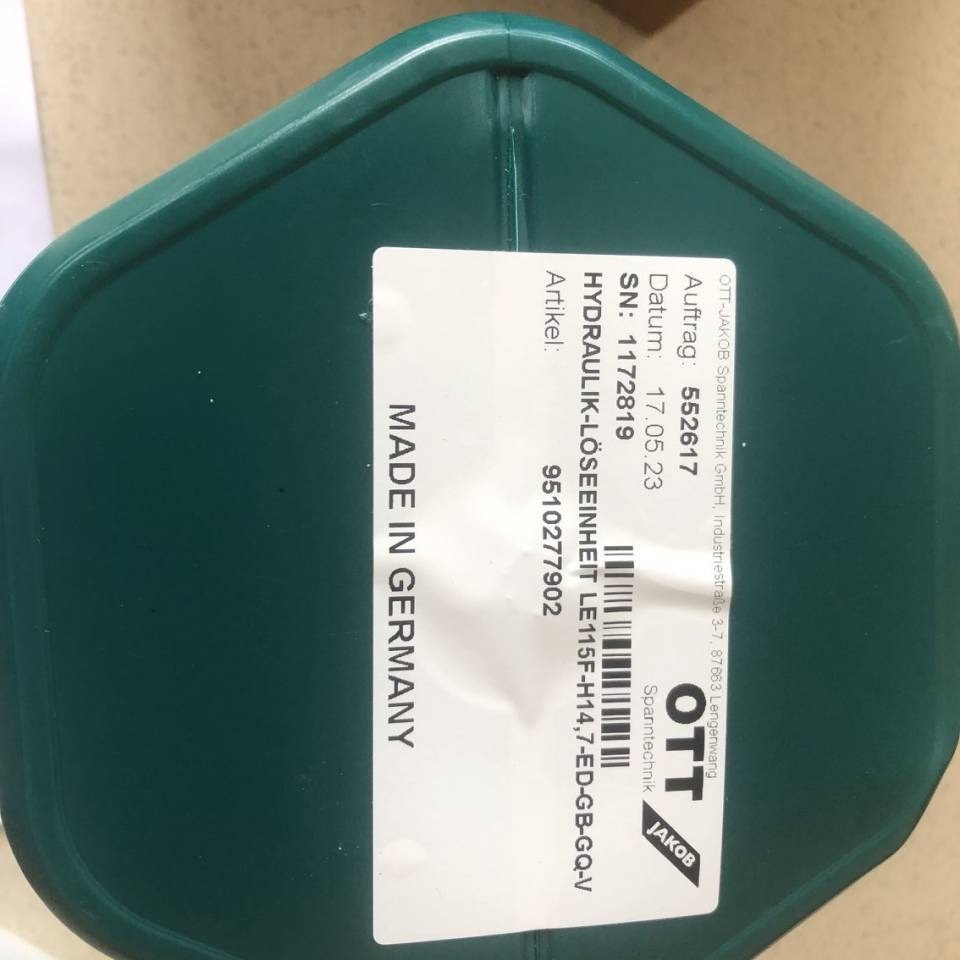 OTT-JAKOB Spanntechnik GmbH, Industriestraße 3-7, 87663 Lengenwang
Auftrag: 552617
Datum: 17.05.23
SN: 1172819
OTT
JAKOB
Spanntechnik
HYDRAULIK-LÖSEEINHEIT LE115F-H14,7-ED-GB-GQ-V
Artikel: 9510277902
MADE IN GERMANY